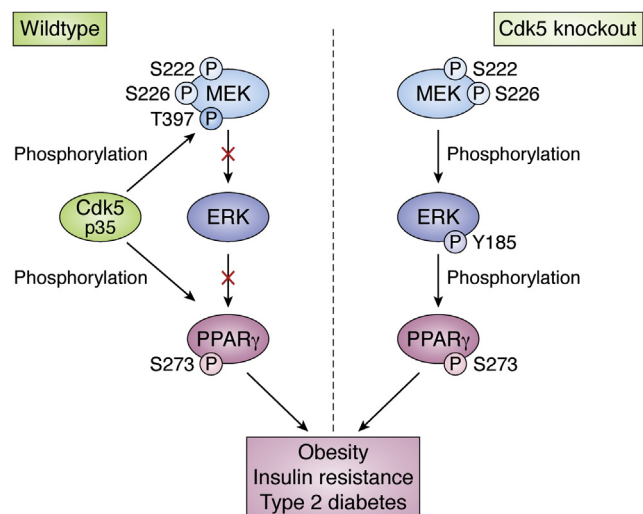 Wildtype
S222 P
S226 P MEK
T397 P
Phosphorylation
Cdk5
p35
ERK
Phosphorylation
PPARγ
S273 P
Cdk5 knockout
P S222
MEK P S226
Phosphorylation
ERK
P Y185
Phosphorylation
PPARγ
P S273
Obesity
Insulin resistance
Type 2 diabetes